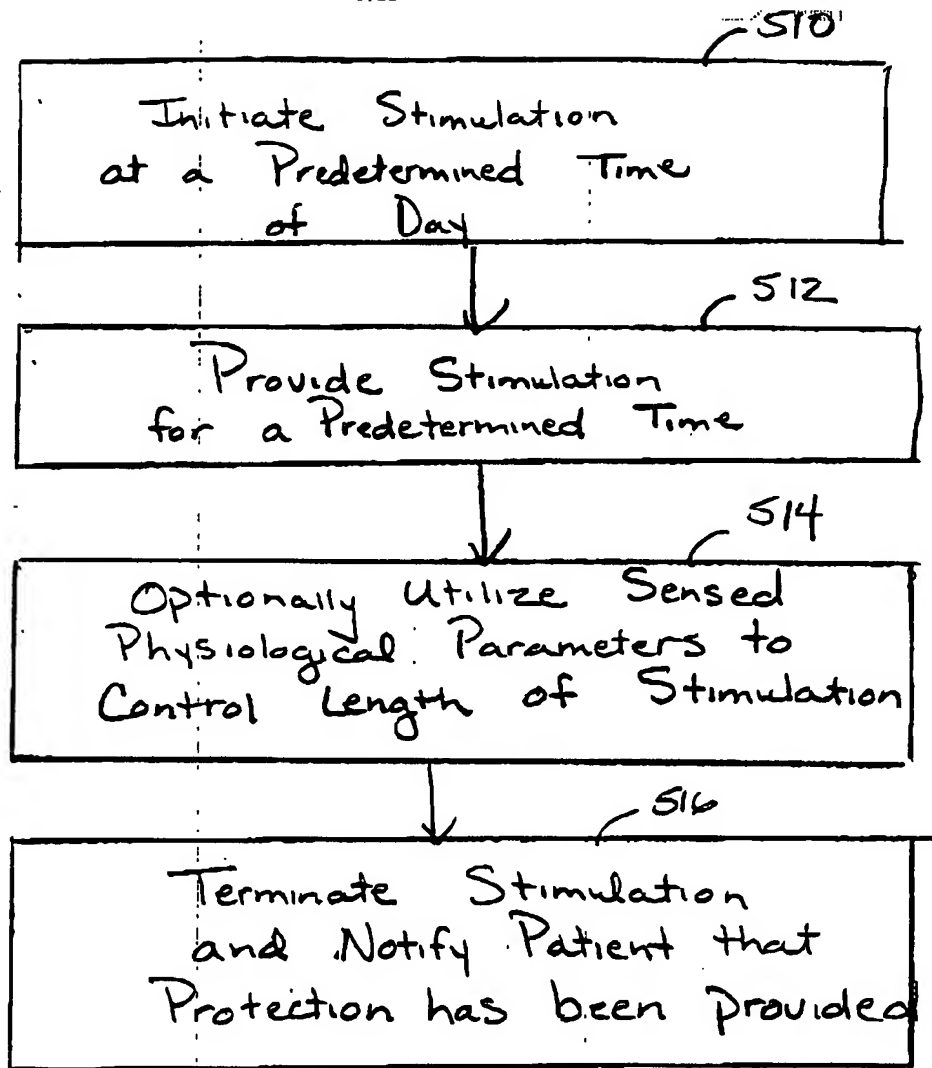 510
Initiate Stimulation
at a Predetermined Time
of Day
512
Provide Stimulation
for a Predetermined Time
514
Optionally Utilize Sensed
Physiological Parameters to
Control Length of Stimulation
516
Terminate Stimulation
and Notify Patient that
Protection has been provided